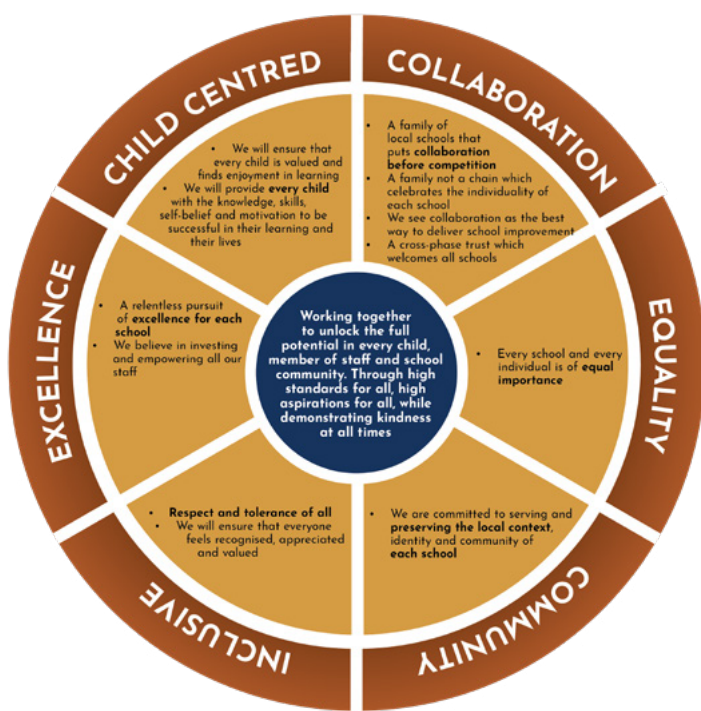 CHILD CENTRED
• We will ensure that
every child is valued and
finds enjoyment in learning
• We will provide every child
with the knowledge, skills,
self-belief and motivation to be
successful in their learning and
their lives
COLLABORATION
• A family of
local schools that
puts collaboration
before competition
• A family not a chain which
celebrates the individuality of
each school
• We see collaboration as the best
way to deliver school improvement
• A cross-phase trust which
welcomes all schools
EQUALITY
• Every school and every
individual is of equal
importance
COMMUNITY
• We are committed to serving and
preserving the local context,
identity and community of
each school
INCLUSIVE
• Respect and tolerance of all
• We will ensure that everyone
feels recognised, appreciated
and valued
EXCELLENCE
• A relentless pursuit
of excellence for each
school
• We believe in investing
and empowering all our
staff
Working together
to unlock the full
potential in every child,
member of staff and school
community. Through high
standards for all, high
aspirations for all, while
demonstrating kindness
at all times